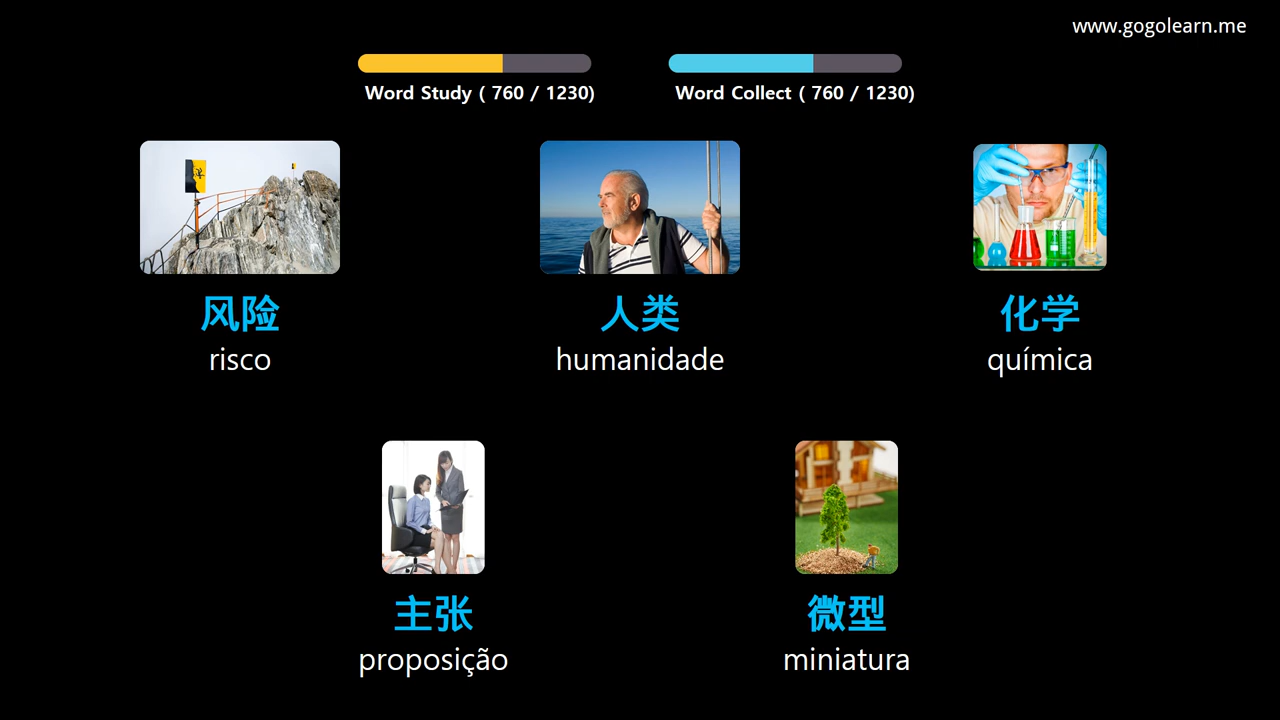 www.gogolearn.me
Word Study ( 760 / 1230)
Word Collect ( 760 / 1230)
风险
人类
化学
risco
humanidade
química
主张
微型
proposição
miniatura